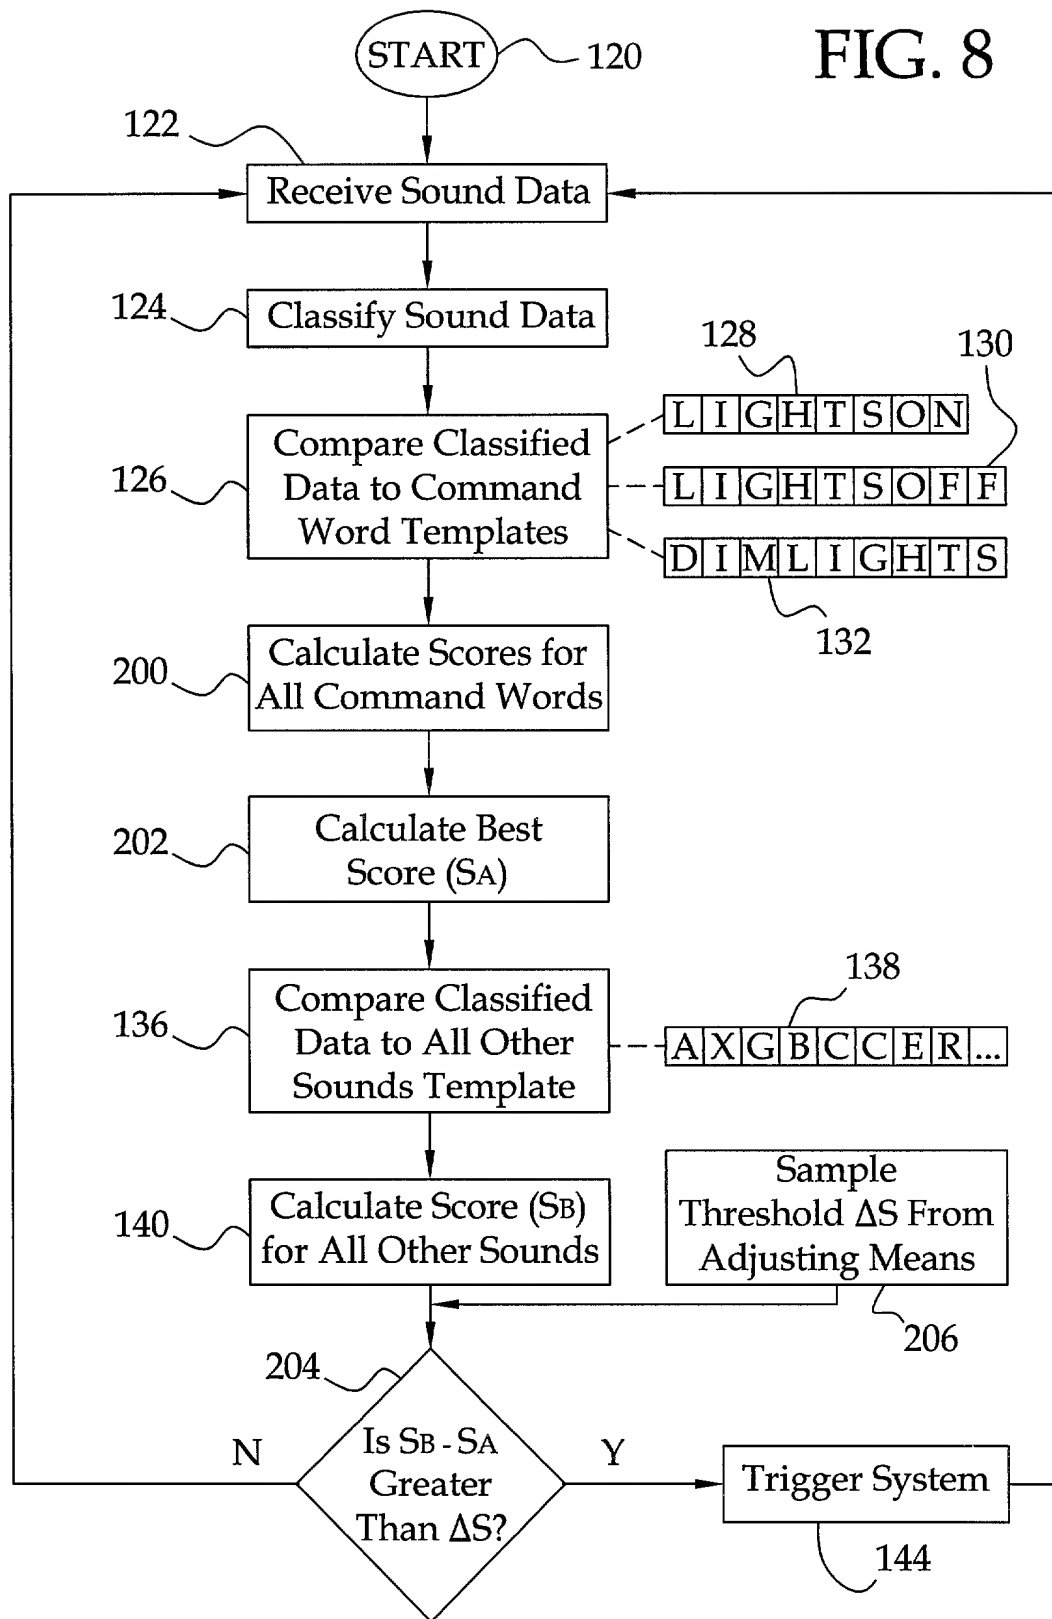 FIG. 8
START
120
122
Receive Sound Data
124
Classify Sound Data
128
130
LIGHTSON
126
Compare Classified
Data to Command
Word Templates
LIGHTSOFF
DIMLIGHTS
132
200
Calculate Scores for
All Command Words
202
Calculate Best
Score (SA)
138
136
Compare Classified
Data to All Other
Sounds Template
AXGBCCER...
140
Calculate Score (SB)
for All Other Sounds
Sample
Threshold ΔS From
Adjusting Means
206
204
Is SB - SA
Greater
Than ΔS?
N
Y
Trigger System
144